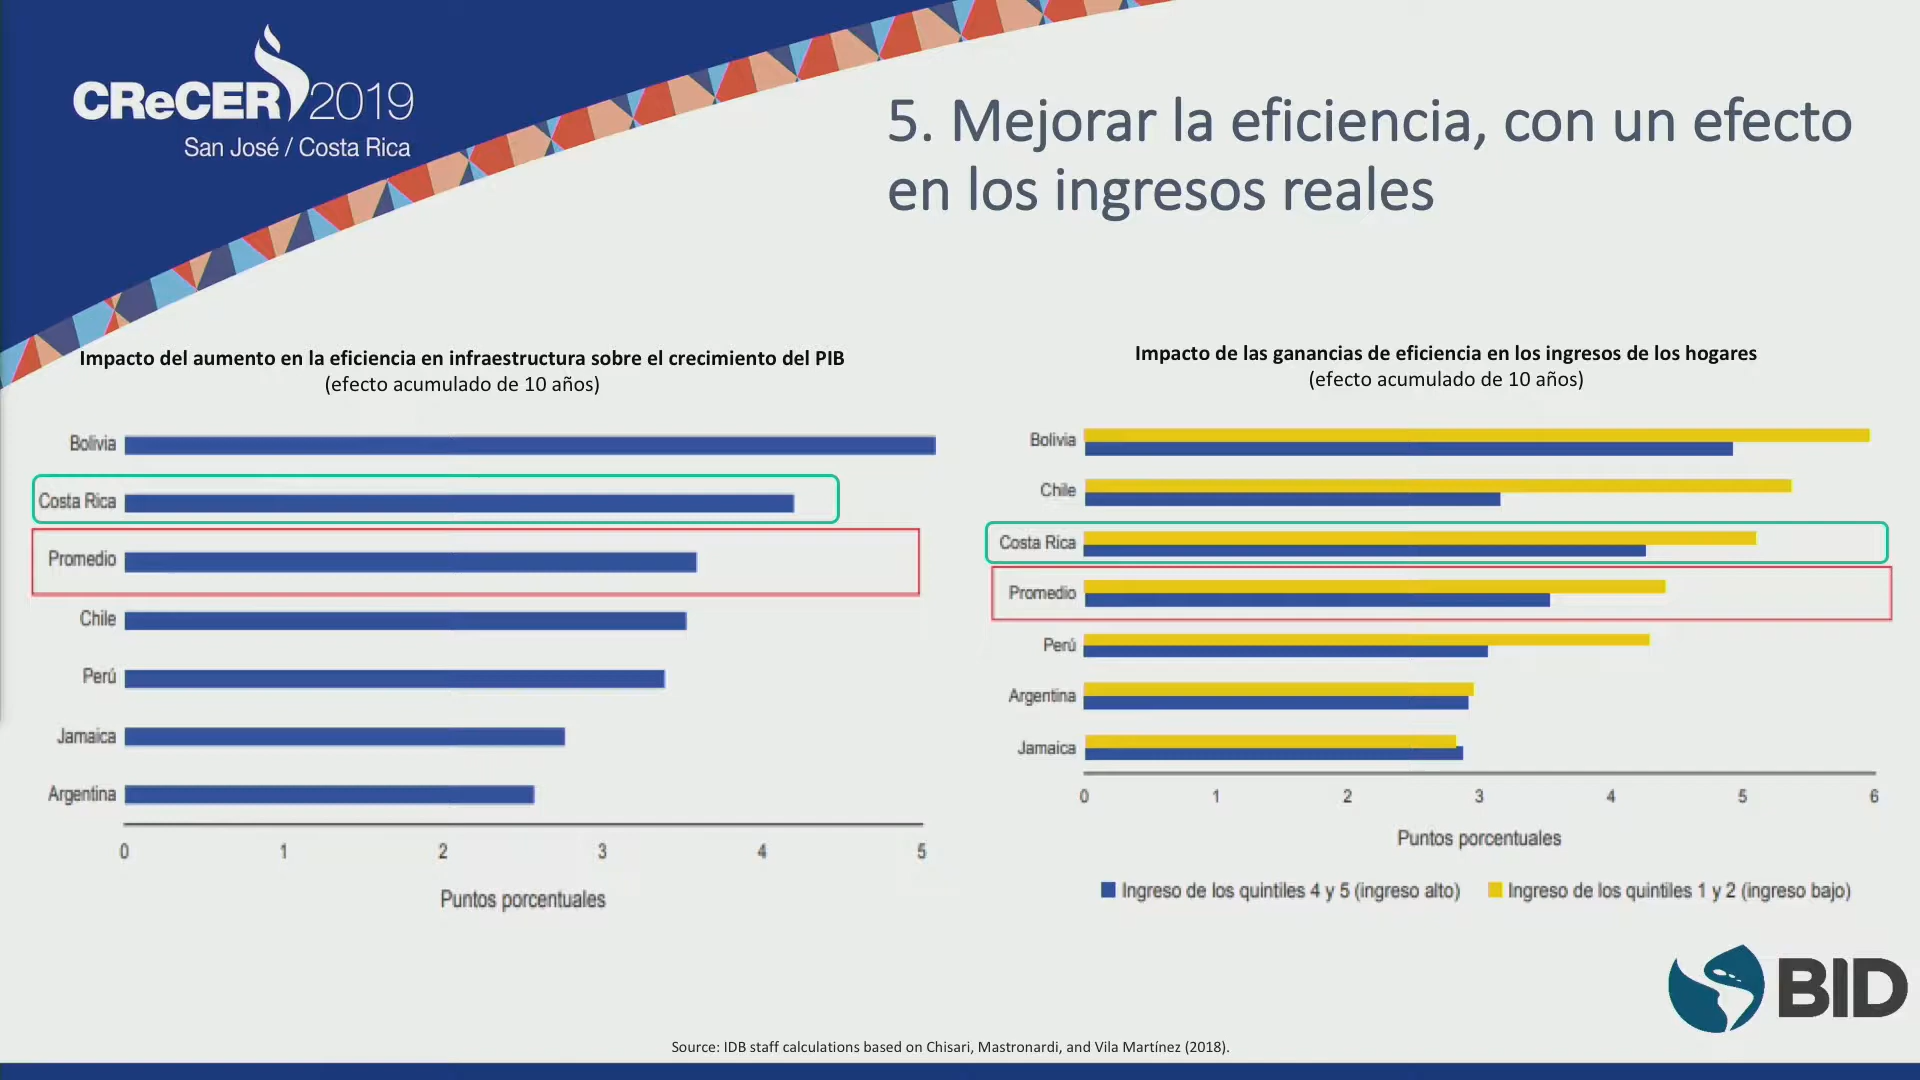 CReCER 2019
San José / Costa Rica
5. Mejorar la eficiencia, con un efecto
en los ingresos reales
Impacto del aumento en la eficiencia en infraestructura sobre el crecimiento del PIB
(efecto acumulado de 10 años)
Bolivia
Costa Rica
Promedio
Chile
Perú
Jamaica
Argentina
0 1 2 3 4 5
Puntos porcentuales
Impacto de las ganancias de eficiencia en los ingresos de los hogares
(efecto acumulado de 10 años)
Bolivia
Chile
Costa Rica
Promedio
Perú
Argentina
Jamaica
0 1 2 3 4 5 6
Puntos porcentuales
Ingreso de los quintiles 4 y 5 (ingreso alto) Ingreso de los quintiles 1 y 2 (ingreso bajo)
BID
Source: IDB staff calculations based on Chisari, Mastronardi, and Vila Martínez (2018).